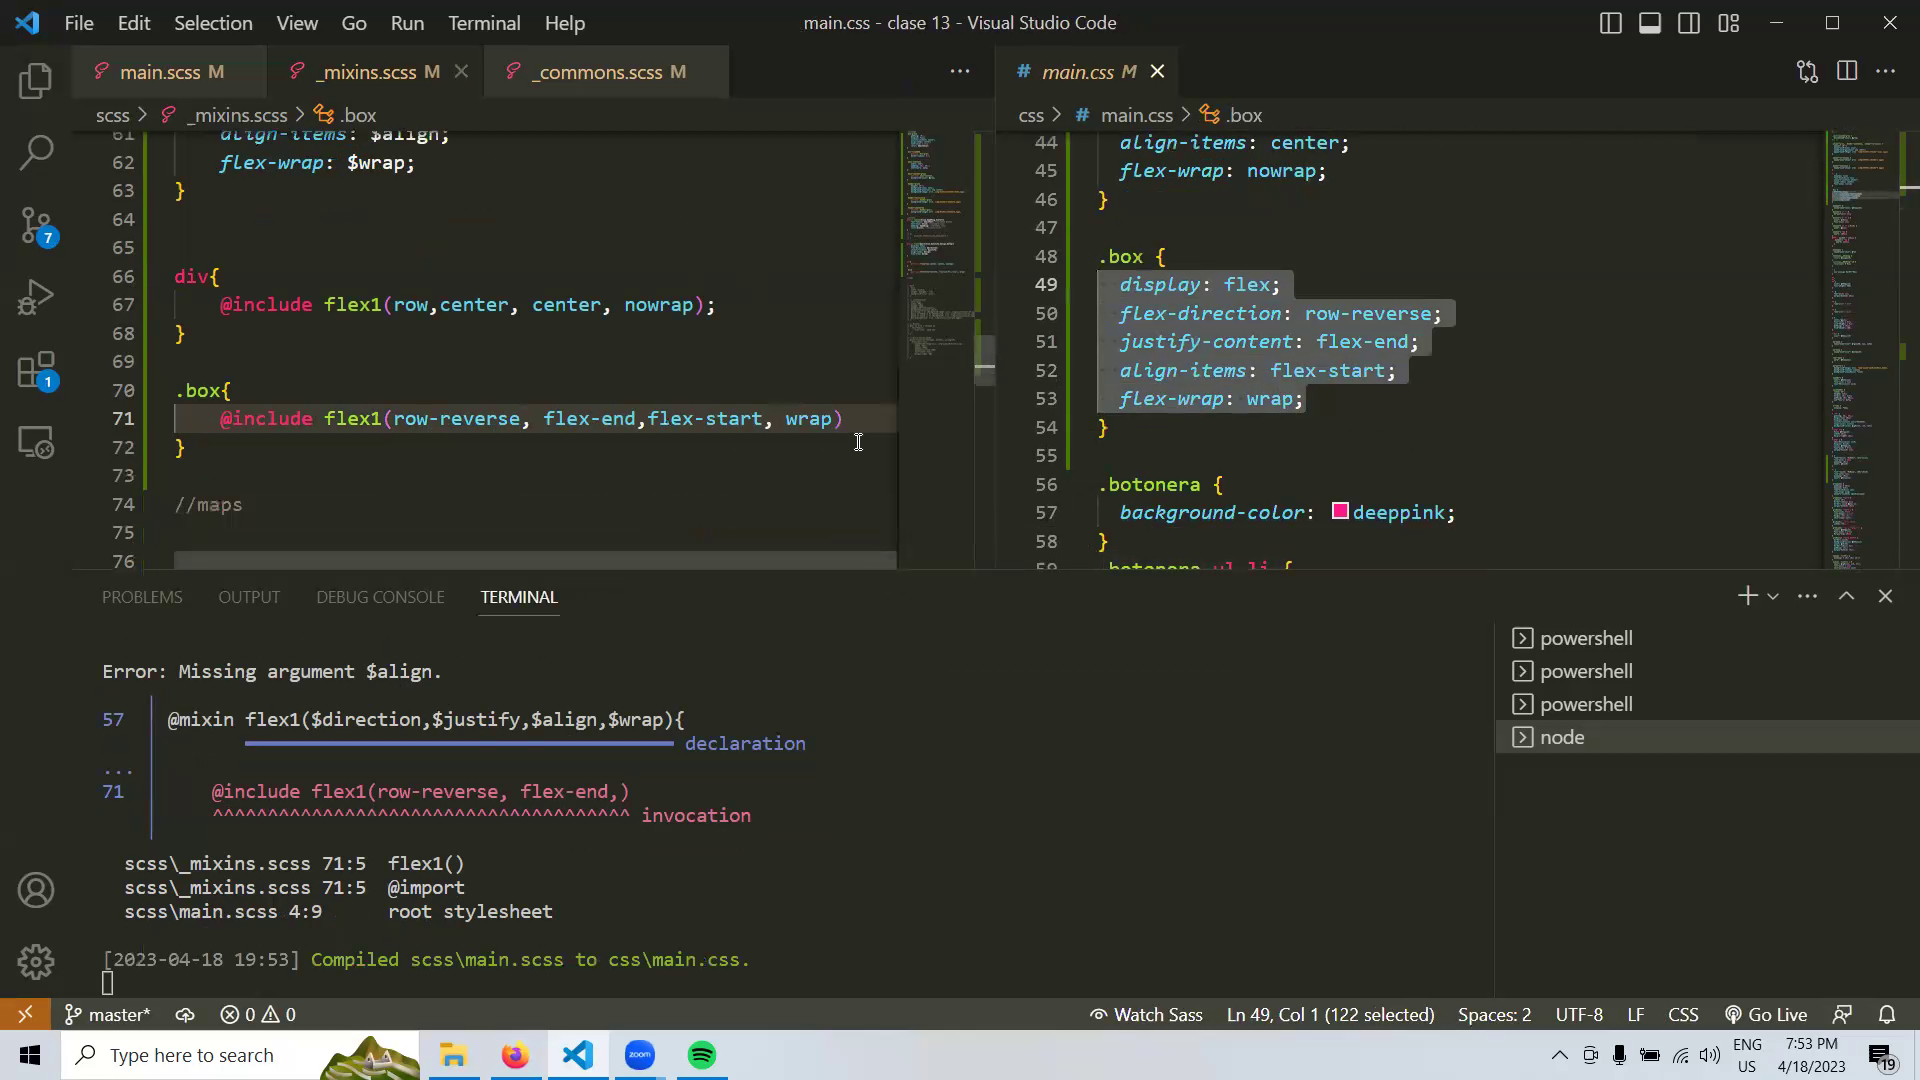 File Edit Selection View Go Run Terminal Help main.css - clase 13 - Visual Studio Code
main.scss M _mixins.scss M _commons.scss M
scss > _mixins.scss > .box
61 align-items: $align;
62 flex-wrap: $wrap;
63 }
64
65
66 div{
67 @include flex1(row,center, center, nowrap);
68 }
69
70 .box{
71 @include flex1(row-reverse, flex-end,flex-start, wrap)
72 }
73
74 //maps
75
76
# main.css M
css > # main.css > .box
44 align-items: center;
45 flex-wrap: nowrap;
46 }
47
48 .box {
49 display: flex;
50 flex-direction: row-reverse;
51 justify-content: flex-end;
52 align-items: flex-start;
53 flex-wrap: wrap;
54 }
55
56 .botonera {
57 background-color: deeppink;
58 }
59 .botonera ul li {
7
1
PROBLEMS OUTPUT DEBUG CONSOLE TERMINAL
Error: Missing argument $align.
57 @mixin flex1($direction,$justify,$align,$wrap){
declaration
...
71 @include flex1(row-reverse, flex-end,)
^^^^^^^^^^^^^^^^^^^^^^^^^^^^^^^^^^^^^^ invocation
scss\_mixins.scss 71:5 flex1()
scss\_mixins.scss 71:5 @import
scss\main.scss 4:9 root stylesheet
[2023-04-18 19:53] Compiled scss\main.scss to css\main.css.
powershell
powershell
powershell
node
master* 0 0 Watch Sass Ln 49, Col 1 (122 selected) Spaces: 2 UTF-8 LF CSS Go Live
Type here to search
zoom
ENG
US
7:53 PM
4/18/2023
19